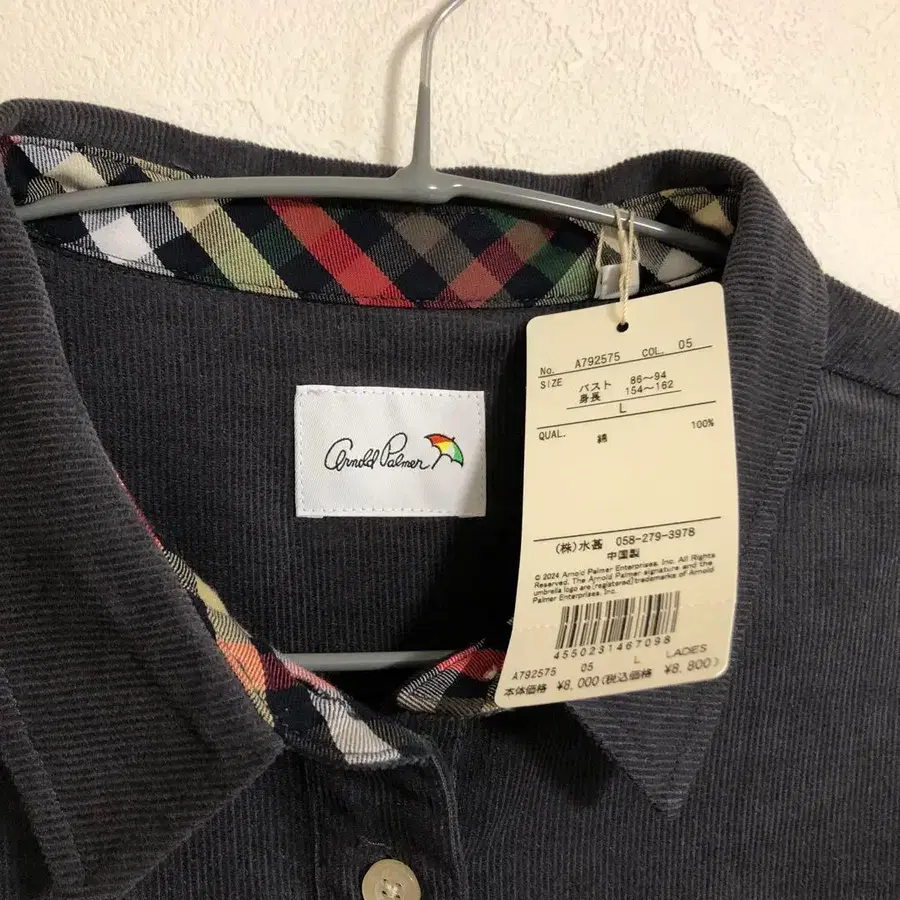 Arnold Palmer
No. A792575 COL. 05
SIZE バスト 86〜94
身長 154〜162
L
QUAL. 綿 100%
(株)水甚 058-279-3978
中国製
© 2024 Arnold Palmer Enterprises, Inc. All Rights
Reserved. The Arnold Palmer signature and the
umbrella logo are (registered) trademarks of Arnold
Palmer Enterprises, Inc.
4550231467098
A792575 05 L LADIES
本体価格 ¥8,000(税込価格 ¥8,800)